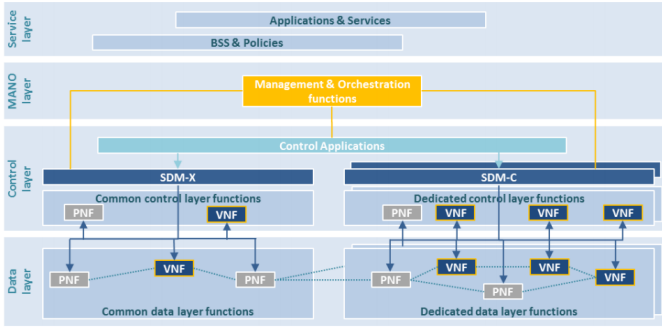 Service
layer
Applications & Services
BSS & Policies
MANO
layer
Management & Orchestration
functions
Control
layer
Control Applications
SDM-X
SDM-C
Common control layer functions
Dedicated control layer functions
PNF
VNF
PNF
VNF
VNF
VNF
Data
layer
PNF
VNF
PNF
PNF
VNF
PNF
VNF
VNF
Common data layer functions
Dedicated data layer functions